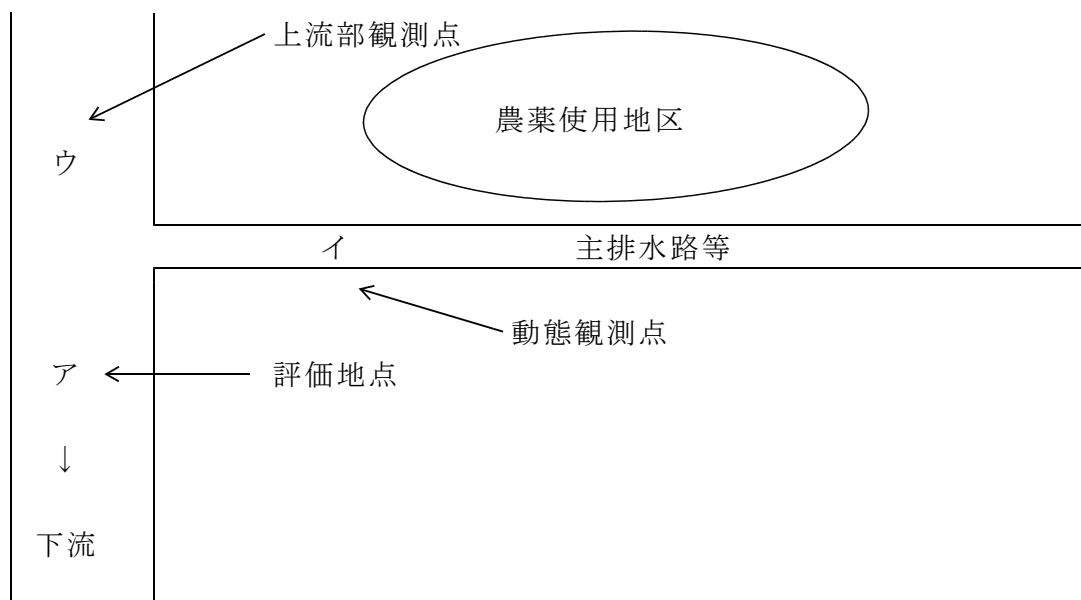 上流部観測点
農薬使用地区
ウ
イ 主排水路等
動態観測点
ア 評価地点
↓
下流